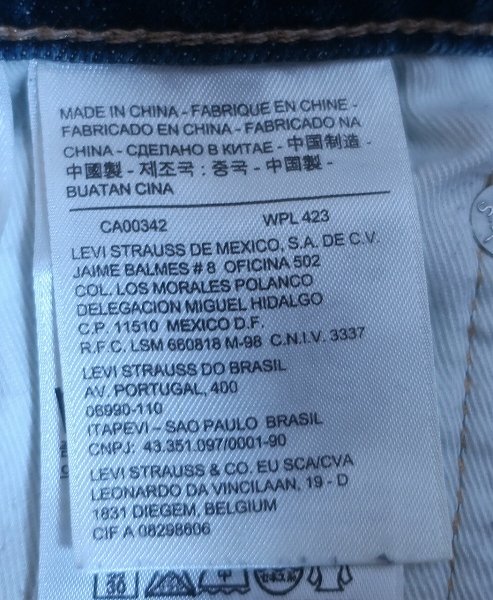 MADE IN CHINA - FABRIQUE EN CHINE -
FABRICADO EN CHINA - FABRICADO NA
CHINA - СДЕЛАНО В КИТАЕ - 中国制造 -
中國製 - 제조국 : 중국 - 中国製 -
BUATAN CINA
CA00342 WPL 423
LEVI STRAUSS DE MEXICO, S.A. DE C.V.
JAIME BALMES # 8 OFICINA 502
COL. LOS MORALES POLANCO
DELEGACION MIGUEL HIDALGO
C.P. 11510 MEXICO D.F.
R.F.C. LSM 680818 M-98 C.N.I.V. 3337
LEVI STRAUSS DO BRASIL
AV. PORTUGAL, 400
06990-110
ITAPEVI – SAO PAULO BRASIL
CNPJ: 43.351.097/0001-90
LEVI STRAUSS & CO. EU SCA/CVA
LEONARDO DA VINCILAAN, 19 - D
1831 DIEGEM, BELGIUM
CIF A 08298606
30